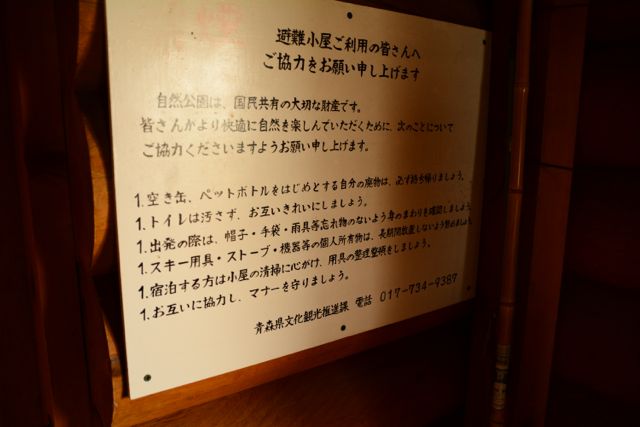 避難小屋ご利用の皆さんへ
ご協力をお願い申し上げます
自然公園は、国民共有の大切な財産です。
皆さんがより快適に自然を楽しんでいただくために、次のことについて
ご協力くださいますようお願い申し上げます。
1.空き缶、ペットボトルをはじめとする自分の廃物は、必ず持ち帰りましょう。
1.トイレは汚さず、お互いきれいにしましょう。
1.出発の際は、帽子・手袋・雨具等忘れ物のないよう身のまわりを確認しましょう。
1.スキー用具・ストーブ・機器等の個人所有物は、長期間放置しないよう努めましょう。
1.宿泊する方は小屋の清掃に心がけ、用具の整理整頓をしましょう。
1.お互いに協力し、マナーを守りましょう。
青森県文化観光推進課 電話 017-734-9387